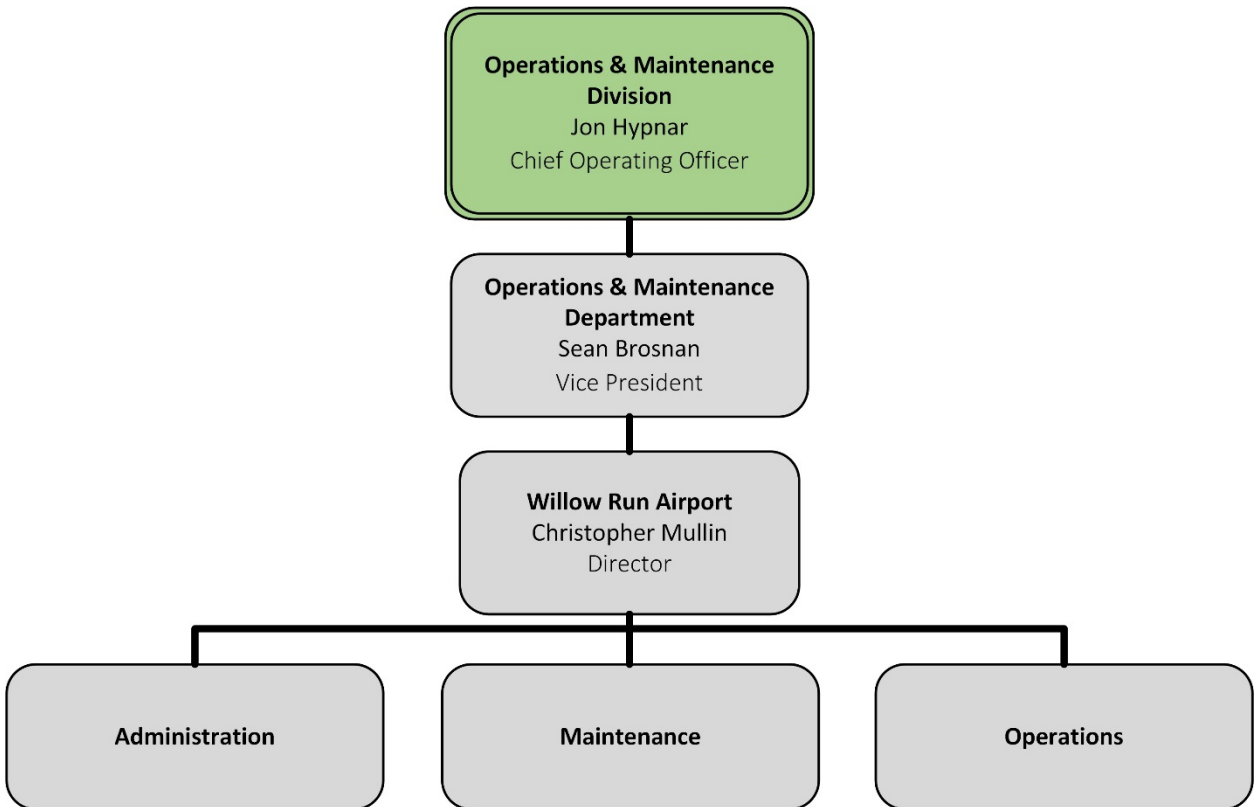 Operations & Maintenance
Division
Jon Hypnar
Chief Operating Officer
Operations & Maintenance
Department
Sean Brosnan
Vice President
Willow Run Airport
Christopher Mullin
Director
Administration
Maintenance
Operations